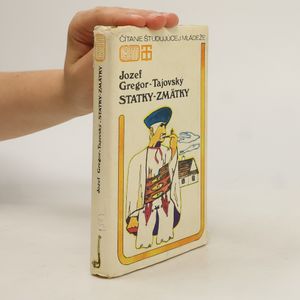 ČÍTANIE ŠTUDUJÚCEJ MLÁDEŽE
Jozef
Gregor-Tajovský
STATKY-ZMÄTKY
Jozef Gregor-Tajovský · STATKY-ZMÄTKY